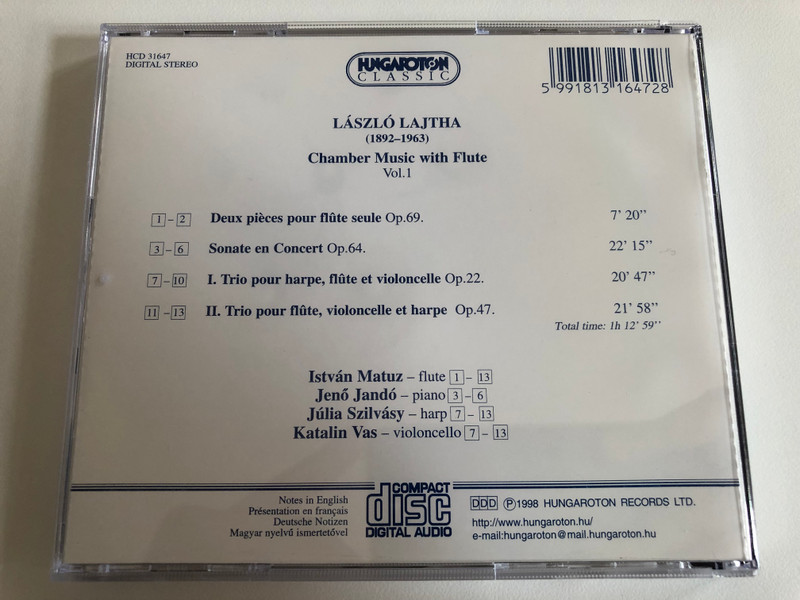 HCD 31647
DIGITAL STEREO
HUNGAROTON
CLASSIC
5 991813 164728
LÁSZLÓ LAJTHA
(1892–1963)
Chamber Music with Flute
Vol.1
1 – 2 Deux pièces pour flûte seule Op.69. 7’ 20’’
3 – 6 Sonate en Concert Op.64. 22’ 15’’
7 – 10 I. Trio pour harpe, flûte et violoncelle Op.22. 20’ 47’’
11 – 13 II. Trio pour flûte, violoncelle et harpe Op.47. 21’ 58’’
Total time: 1h 12’ 59’’
István Matuz – flute 1 – 13
Jenő Jandó – piano 3 – 6
Júlia Szilvásy – harp 7 – 13
Katalin Vas – violoncello 7 – 13
Notes in English
Présentation en français
Deutsche Notizen
Magyar nyelvű ismertetővel
COMPACT
disc
DIGITAL AUDIO
DDD Ⓟ1998 HUNGAROTON RECORDS LTD.
http://www.hungaroton.hu/
e-mail:hungaroton@mail.hungaroton.hu